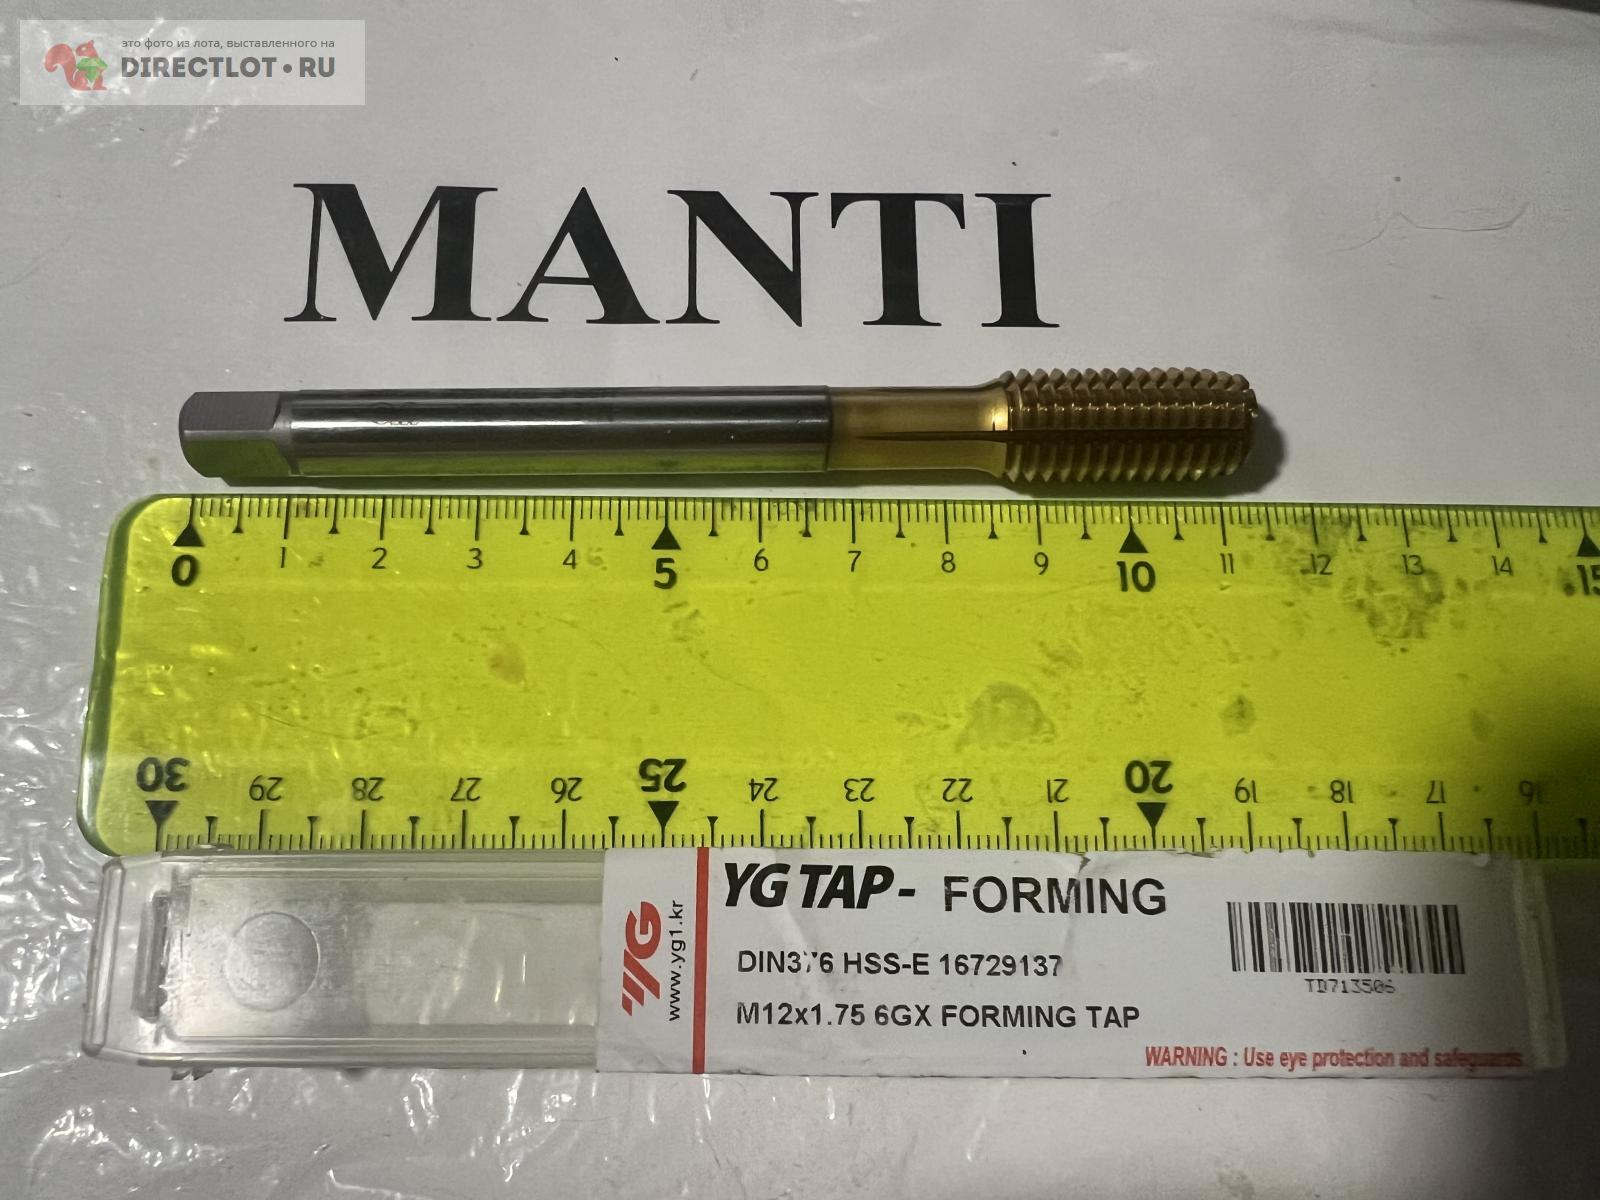 это фото из лота, выставленного на
DIRECTLOT•RU
MANTI
0 1 2 3 4 5 6 7 8 9 10 11 12 13 14 15
30 29 28 27 26 25 24 23 22 21 20 19 18 17 16
YG
www.yg1.kr
YG TAP - FORMING
DIN376 HSS-E 16729137
M12x1.75 6GX FORMING TAP
TD713506
WARNING : Use eye protection and safeguards